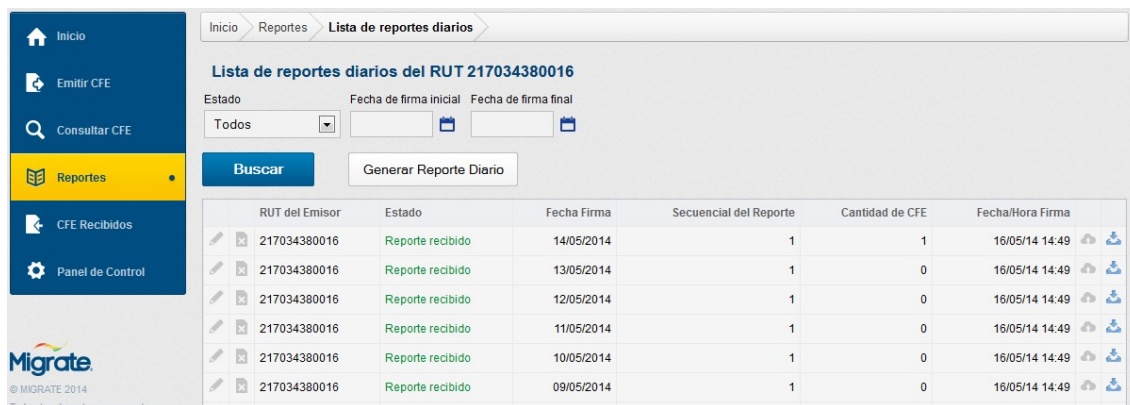 Inicio
Emitir CFE
Consultar CFE
Reportes
CFE Recibidos
Panel de Control
Migrate.
© MIGRATE 2014
Inicio Reportes Lista de reportes diarios
Lista de reportes diarios del RUT 217034380016
Estado Fecha de firma inicial Fecha de firma final
Todos
Buscar Generar Reporte Diario
RUT del Emisor Estado Fecha Firma Secuencial del Reporte Cantidad de CFE Fecha/Hora Firma
217034380016 Reporte recibido 14/05/2014 1 1 16/05/14 14:49
217034380016 Reporte recibido 13/05/2014 1 0 16/05/14 14:49
217034380016 Reporte recibido 12/05/2014 1 0 16/05/14 14:49
217034380016 Reporte recibido 11/05/2014 1 0 16/05/14 14:49
217034380016 Reporte recibido 10/05/2014 1 0 16/05/14 14:49
217034380016 Reporte recibido 09/05/2014 1 0 16/05/14 14:49